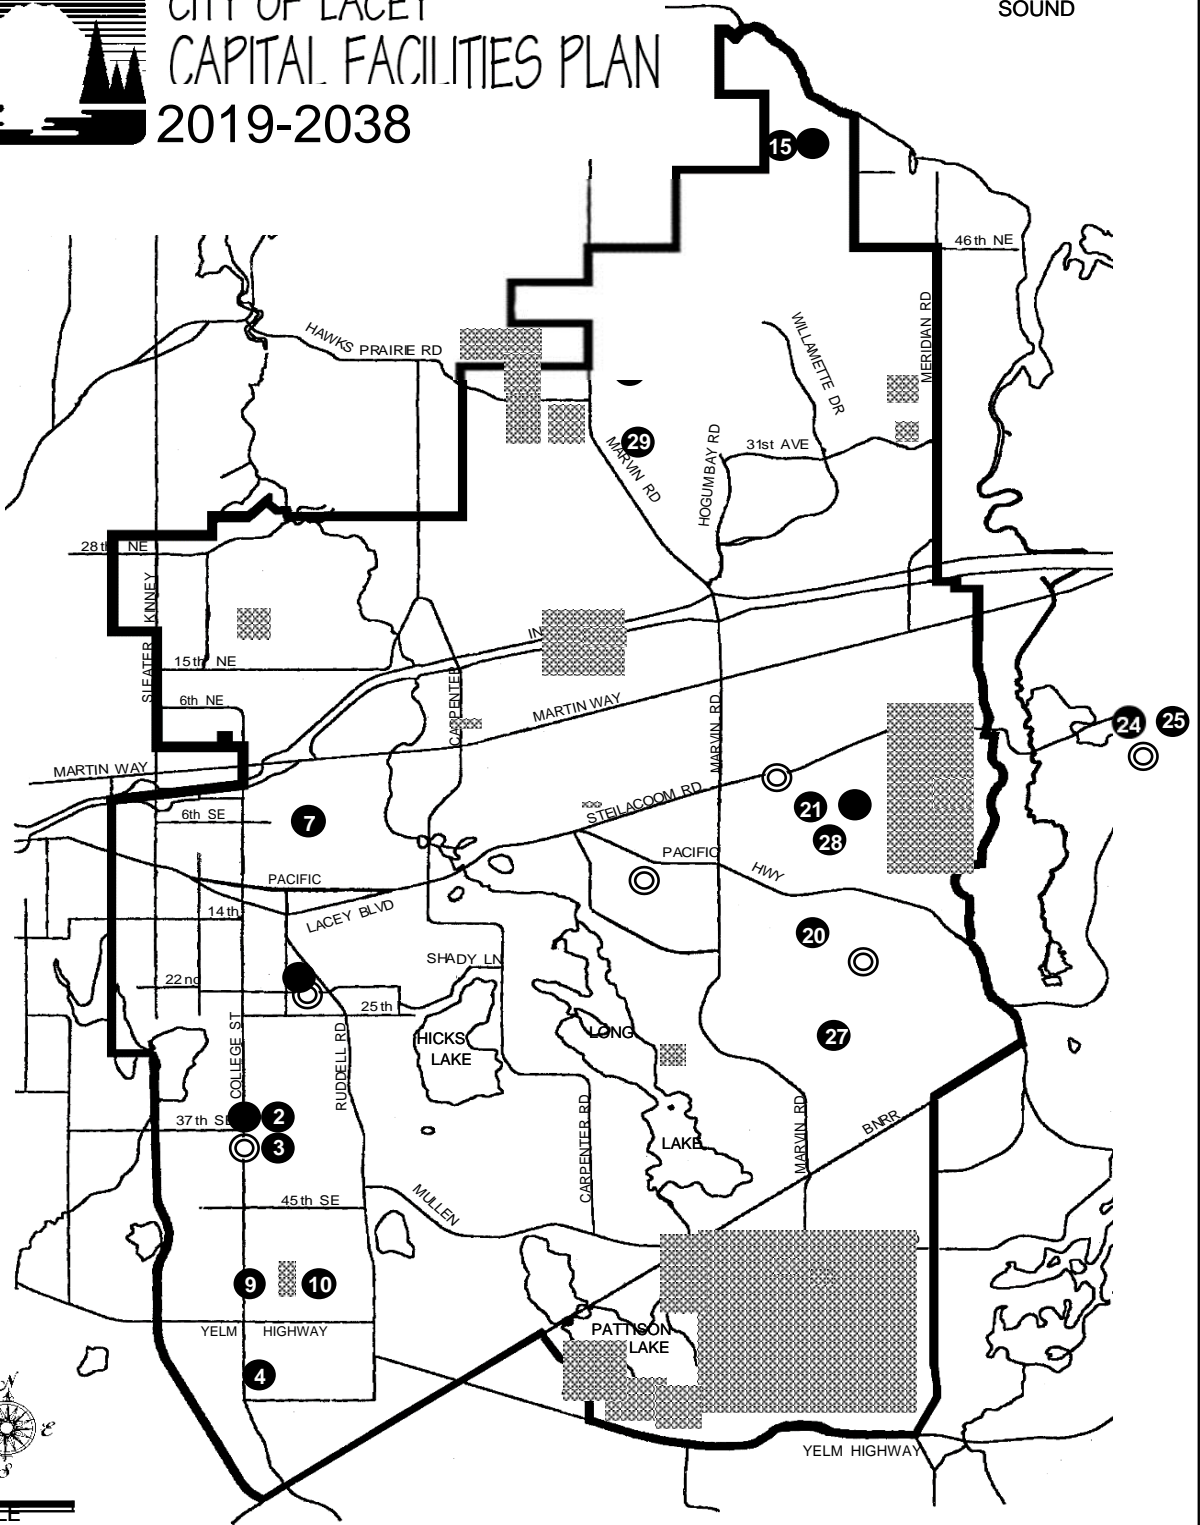 CITY OF LACEY
CAPITAL FACILITIES PLAN
2019-2038
SOUND
15
46th NE
HAWKS PRAIRIE RD
WILLAMETTE DR
MERIDIAN RD
29
MARVIN RD
HOGUMBAY RD
31st AVE
28th NE
SLEATER KINNEY
15th NE
6th NE
IN
CARPENTER
MARTIN WAY
MARVIN RD
24
25
MARTIN WAY
6th SE
7
STEILACOOM RD
21
28
PACIFIC
PACIFIC HWY
14th
LACEY BLVD
20
SHADY LN
22nd
25th
COLLEGE ST
RUDDELL RD
HICKS
LAKE
LONG
27
37th SE
2
3
CARPENTER RD
LAKE
MARVIN RD
BNRR
45th SE
MULLEN
9
10
YELM HIGHWAY
PATTISON
LAKE
4
N
E
S
YELM HIGHWAY
LE